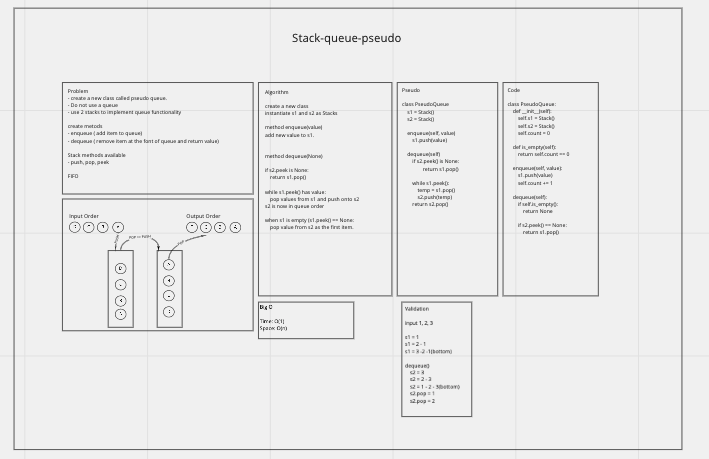 Stack-queue-pseudo
Problem
- create a new class called pseudo queue.
- Do not use a queue
- use 2 stacks to implement queue functionality
create metods
- enqueue ( add item to queue)
- dequeue ( remove item at the font of queue and return value)
Stack methods available
- push, pop, peek
FIFO
Input Order
Output Order
POP => PUSH
Algorithm
create a new class
instantiate s1 and s2 as Stacks
method enqueue(value)
add new value to s1.
method dequeue(None)
if s2.peek is None:
return s1.pop()
while s1.peek() has value:
pop values from s1 and push onto s2
s2 is now in queue order
when s1 is empty (s1.peek() == None:
pop value from s2 as the first item.
Big O
Time: O(1)
Space: O(n)
Pseudo
class PseudoQueue
s1 = Stack()
s2 = Stack()
enqueue(self, value)
s1.push(value)
dequeue(self)
if s2.peek() is None:
return s1.pop()
while s1.peek():
temp = s1.pop()
s2.push(temp)
return s2.pop()
Validation
input 1, 2, 3
s1 = 1
s1 = 2 - 1
s1 = 3 -2 -1(bottom)
dequeue()
s2 = 3
s2 = 2 - 3
s2 = 1 - 2 - 3(bottom)
s2.pop = 1
s2.pop = 2
Code
class PseudoQueue:
def __init__(self):
self.s1 = Stack()
self.s2 = Stack()
self.count = 0
def is_empty(self):
return self.count == 0
enqueue(self, value):
s1.push(value)
self.count += 1
dequeue(self):
if self.is_empty():
return None
if s2.peek() == None:
return s1.pop()